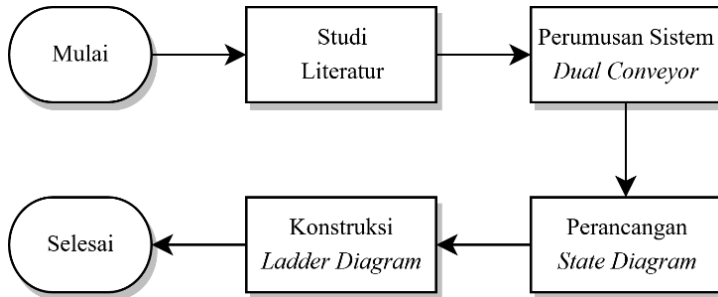 Mulai
Studi
Literatur
Perumusan Sistem
Dual Conveyor
Perancangan
State Diagram
Konstruksi
Ladder Diagram
Selesai